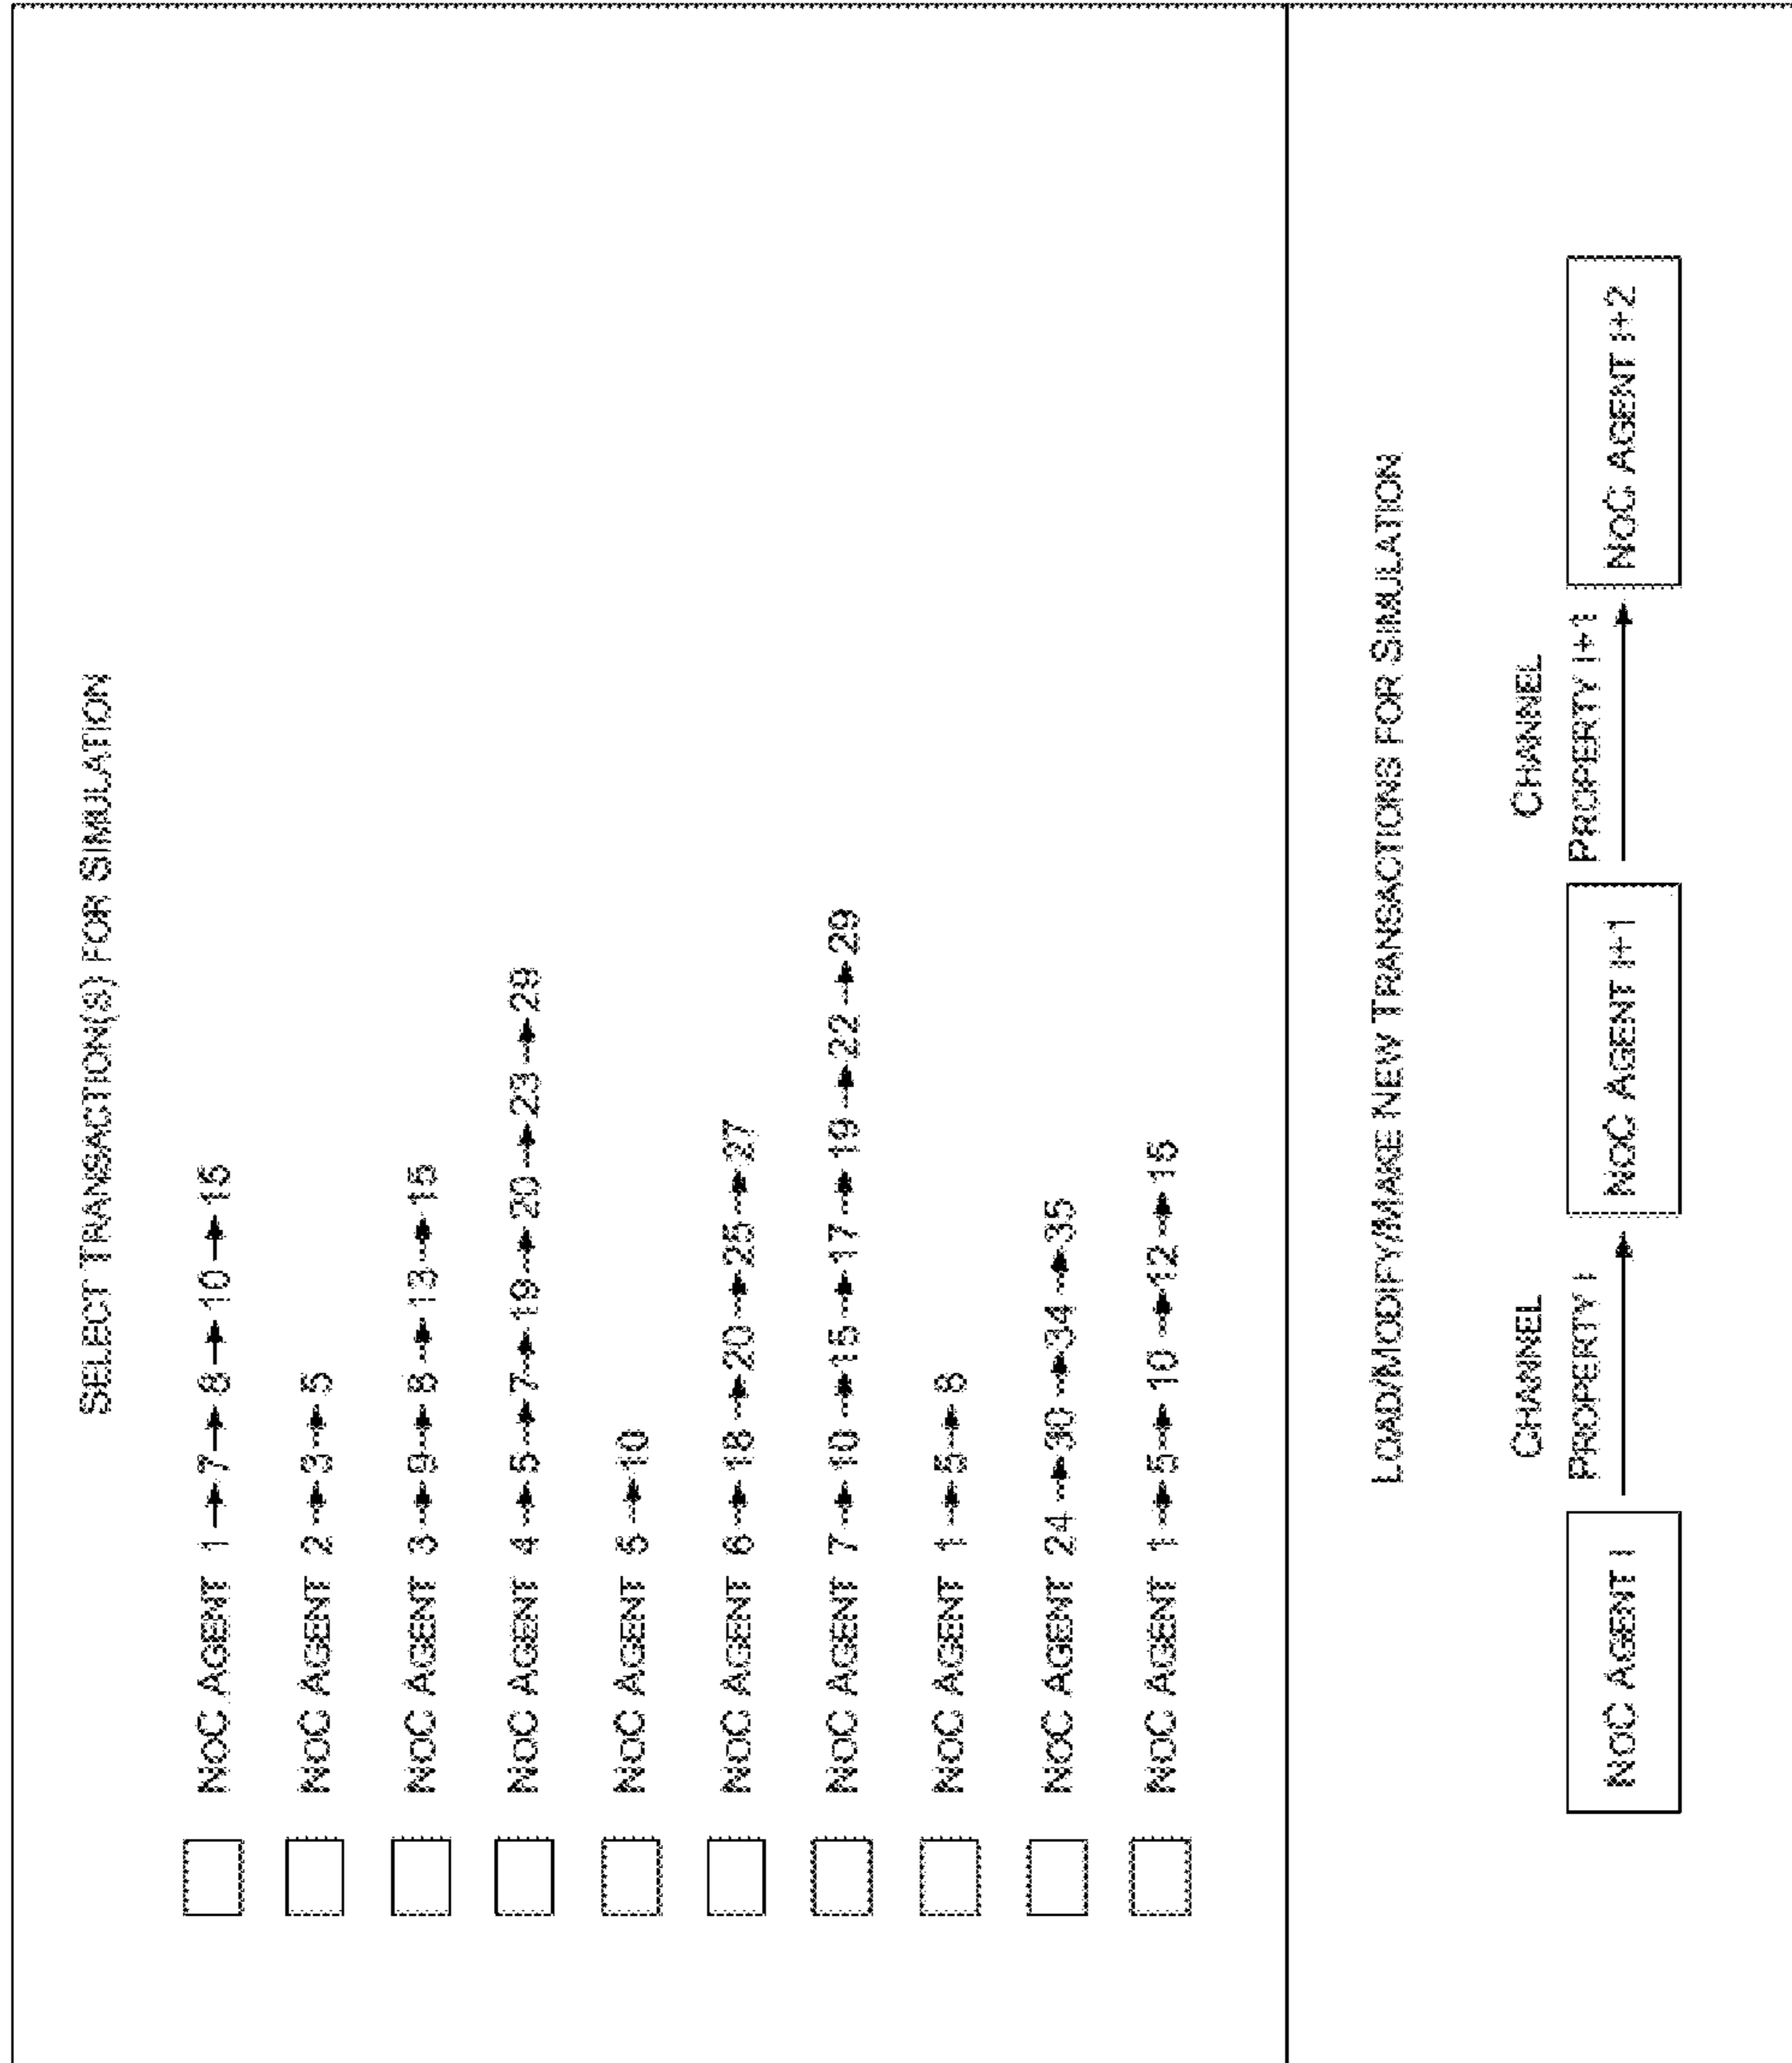 SELECT TRANSACTION(S) FOR SIMULATION
NOC AGENT 1 → 7 → 8 → 10 → 15
NOC AGENT 2 → 3 → 5
NOC AGENT 3 → 9 → 8 → 13 → 15
NOC AGENT 4 → 5 → 7 → 19 → 20 → 23 → 29
NOC AGENT 5 → 10
NOC AGENT 6 → 18 → 20 → 25 → 27
NOC AGENT 7 → 10 → 15 → 17 → 19 → 22 → 29
NOC AGENT 1 → 5 → 8
NOC AGENT 24 → 30 → 34 → 35
NOC AGENT 1 → 5 → 10 → 12 → 15
LOAD/MODIFY/MAKE NEW TRANSACTIONS FOR SIMULATION
NOC AGENT I
CHANNEL
PROPERTY I
NOC AGENT I+1
CHANNEL
PROPERTY I+1
NOC AGENT I+2